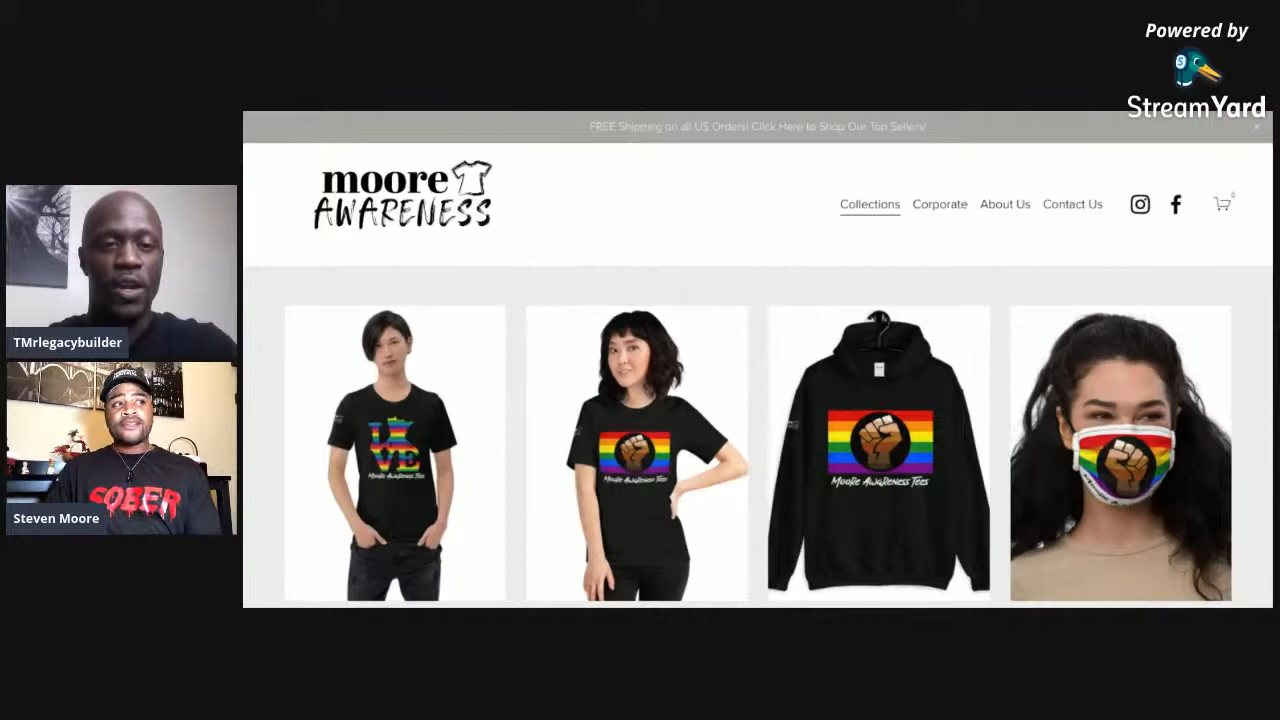 Powered by
StreamYard
FREE Shipping on all US Orders! Click Here to Shop Our Top Sellers!
×
moore
AWARENESS
Collections
Corporate
About Us
Contact Us
0
TMrlegacybuilder
SOBER
Steven Moore
LOVE
Moore Awareness Tees
Moore Awareness Tees
Moore Awareness Tees